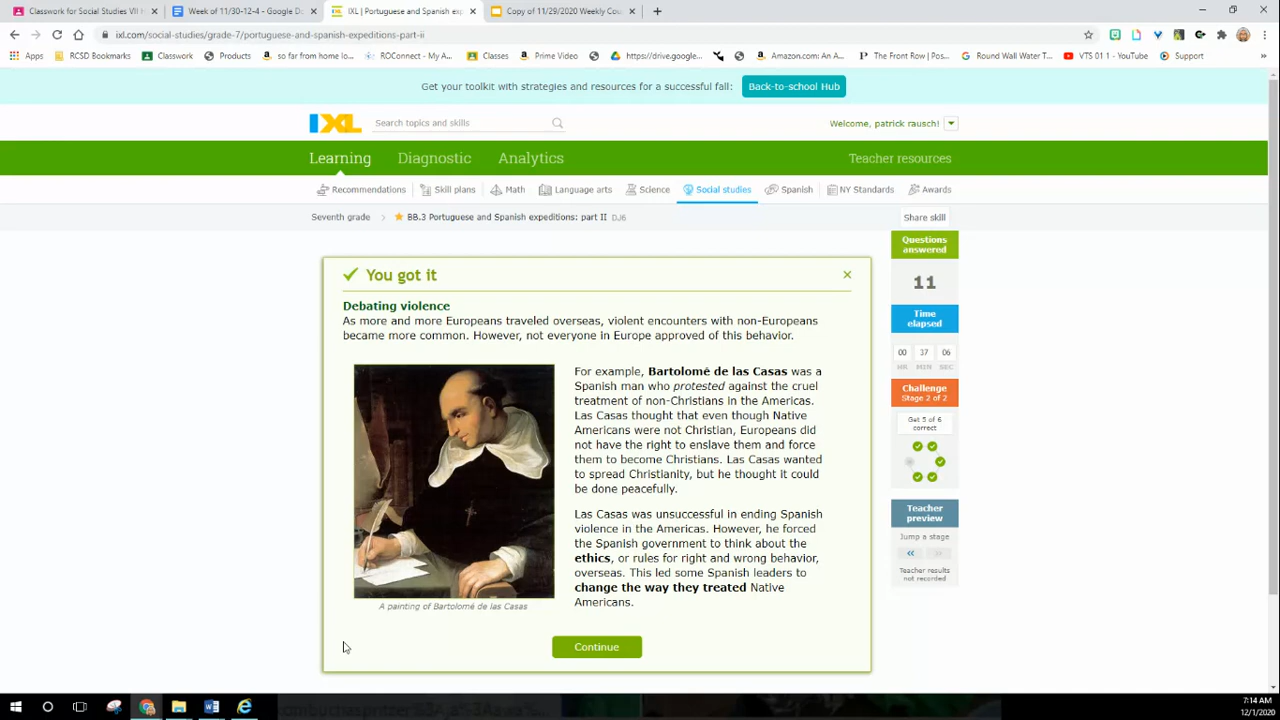 Classwork for Social Studies VII H
Week of 11/30-12-4 - Google Do
IXL | Portuguese and Spanish exp
Copy of 11/29/2020 Weekly Cou
ixl.com/social-studies/grade-7/portuguese-and-spanish-expeditions-part-ii
Apps RCSD Bookmarks Classwork Products so far from home lo... ROConnect - My A... Classes Prime Video https://drive.google... Amazon.com: An A... The Front Row | Pos... Round Wall Water T... VTS 01 1 - YouTube Support
Get your toolkit with strategies and resources for a successful fall: Back-to-school Hub
IXL Search topics and skills Welcome, patrick rausch!
Learning Diagnostic Analytics Teacher resources
Recommendations Skill plans Math Language arts Science Social studies Spanish NY Standards Awards
Seventh grade > BB.3 Portuguese and Spanish expeditions: part II DJ6 Share skill
You got it
Debating violence
As more and more Europeans traveled overseas, violent encounters with non-Europeans
became more common. However, not everyone in Europe approved of this behavior.
For example, Bartolomé de las Casas was a
Spanish man who protested against the cruel
treatment of non-Christians in the Americas.
Las Casas thought that even though Native
Americans were not Christian, Europeans did
not have the right to enslave them and force
them to become Christians. Las Casas wanted
to spread Christianity, but he thought it could
be done peacefully.
Las Casas was unsuccessful in ending Spanish
violence in the Americas. However, he forced
the Spanish government to think about the
ethics, or rules for right and wrong behavior,
overseas. This led some Spanish leaders to
change the way they treated Native
Americans.
A painting of Bartolomé de las Casas
Continue
Questions
answered
11
Time
elapsed
00 37 06
HR MIN SEC
Challenge
Stage 2 of 2
Get 5 of 6
correct
Teacher
preview
Jump a stage
Teacher results
not recorded
7:14 AM
12/1/2020